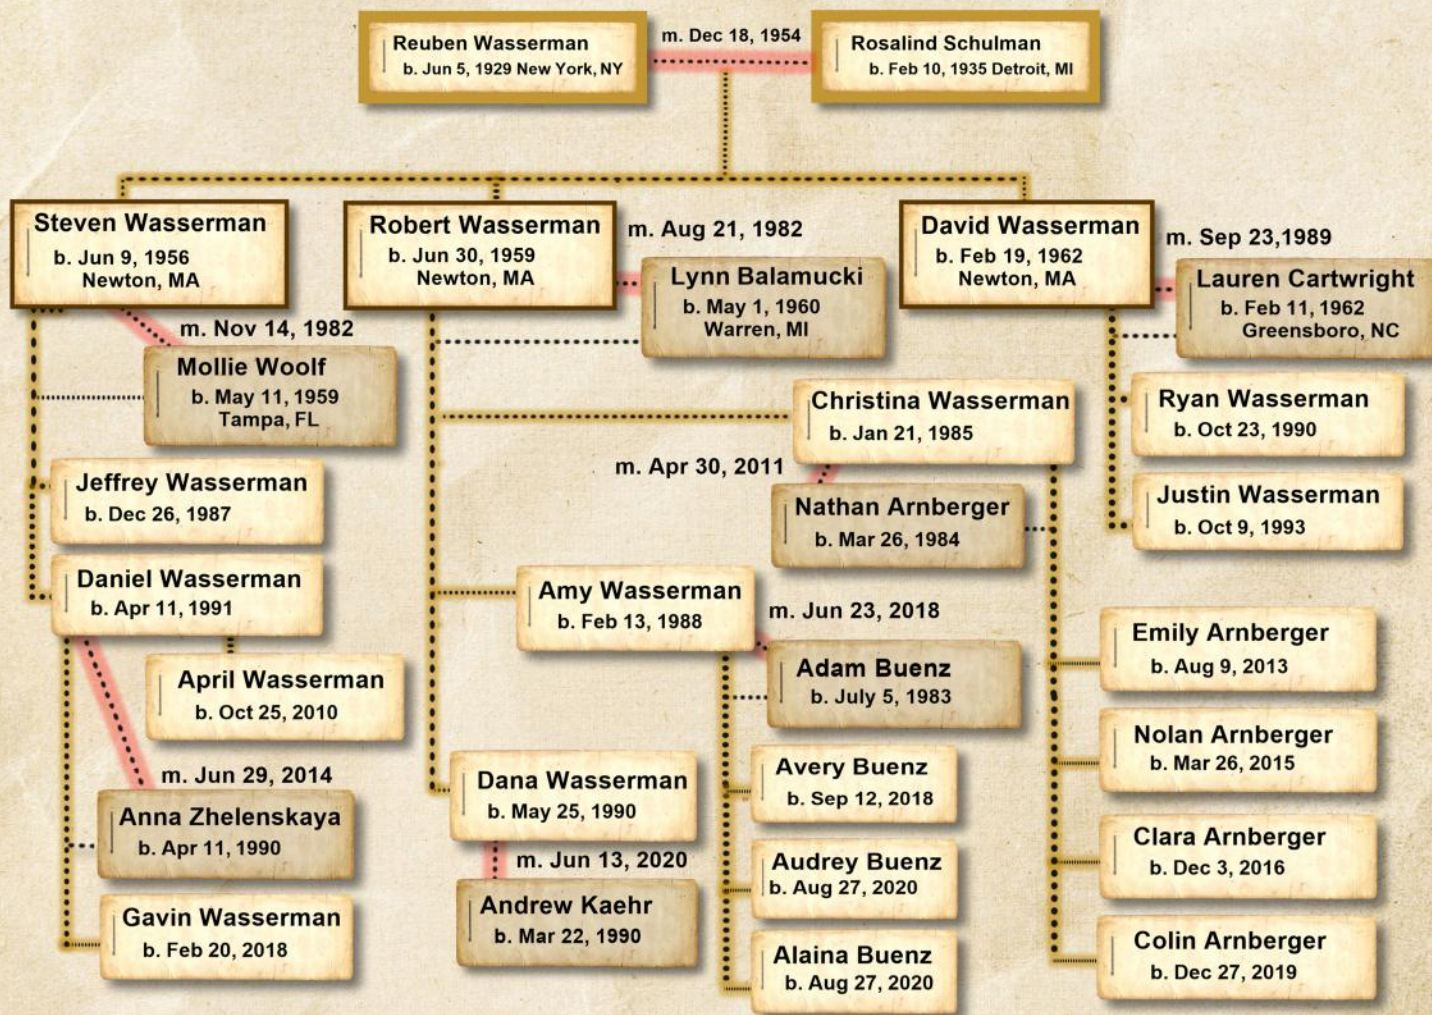 Reuben Wasserman
b. Jun 5, 1929 New York, NY
m. Dec 18, 1954
Rosalind Schulman
b. Feb 10, 1935 Detroit, MI
Steven Wasserman
b. Jun 9, 1956
Newton, MA
m. Nov 14, 1982
Mollie Woolf
b. May 11, 1959
Tampa, FL
Jeffrey Wasserman
b. Dec 26, 1987
Daniel Wasserman
b. Apr 11, 1991
April Wasserman
b. Oct 25, 2010
m. Jun 29, 2014
Anna Zhelenskaya
b. Apr 11, 1990
Gavin Wasserman
b. Feb 20, 2018
Robert Wasserman
b. Jun 30, 1959
Newton, MA
m. Aug 21, 1982
Lynn Balamucki
b. May 1, 1960
Warren, MI
Christina Wasserman
b. Jan 21, 1985
m. Apr 30, 2011
Nathan Arnberger
b. Mar 26, 1984
Emily Arnberger
b. Aug 9, 2013
Nolan Arnberger
b. Mar 26, 2015
Clara Arnberger
b. Dec 3, 2016
Colin Arnberger
b. Dec 27, 2019
Amy Wasserman
b. Feb 13, 1988
m. Jun 23, 2018
Adam Buenz
b. July 5, 1983
Avery Buenz
b. Sep 12, 2018
Audrey Buenz
b. Aug 27, 2020
Alaina Buenz
b. Aug 27, 2020
Dana Wasserman
b. May 25, 1990
m. Jun 13, 2020
Andrew Kaehr
b. Mar 22, 1990
David Wasserman
b. Feb 19, 1962
Newton, MA
m. Sep 23,1989
Lauren Cartwright
b. Feb 11, 1962
Greensboro, NC
Ryan Wasserman
b. Oct 23, 1990
Justin Wasserman
b. Oct 9, 1993